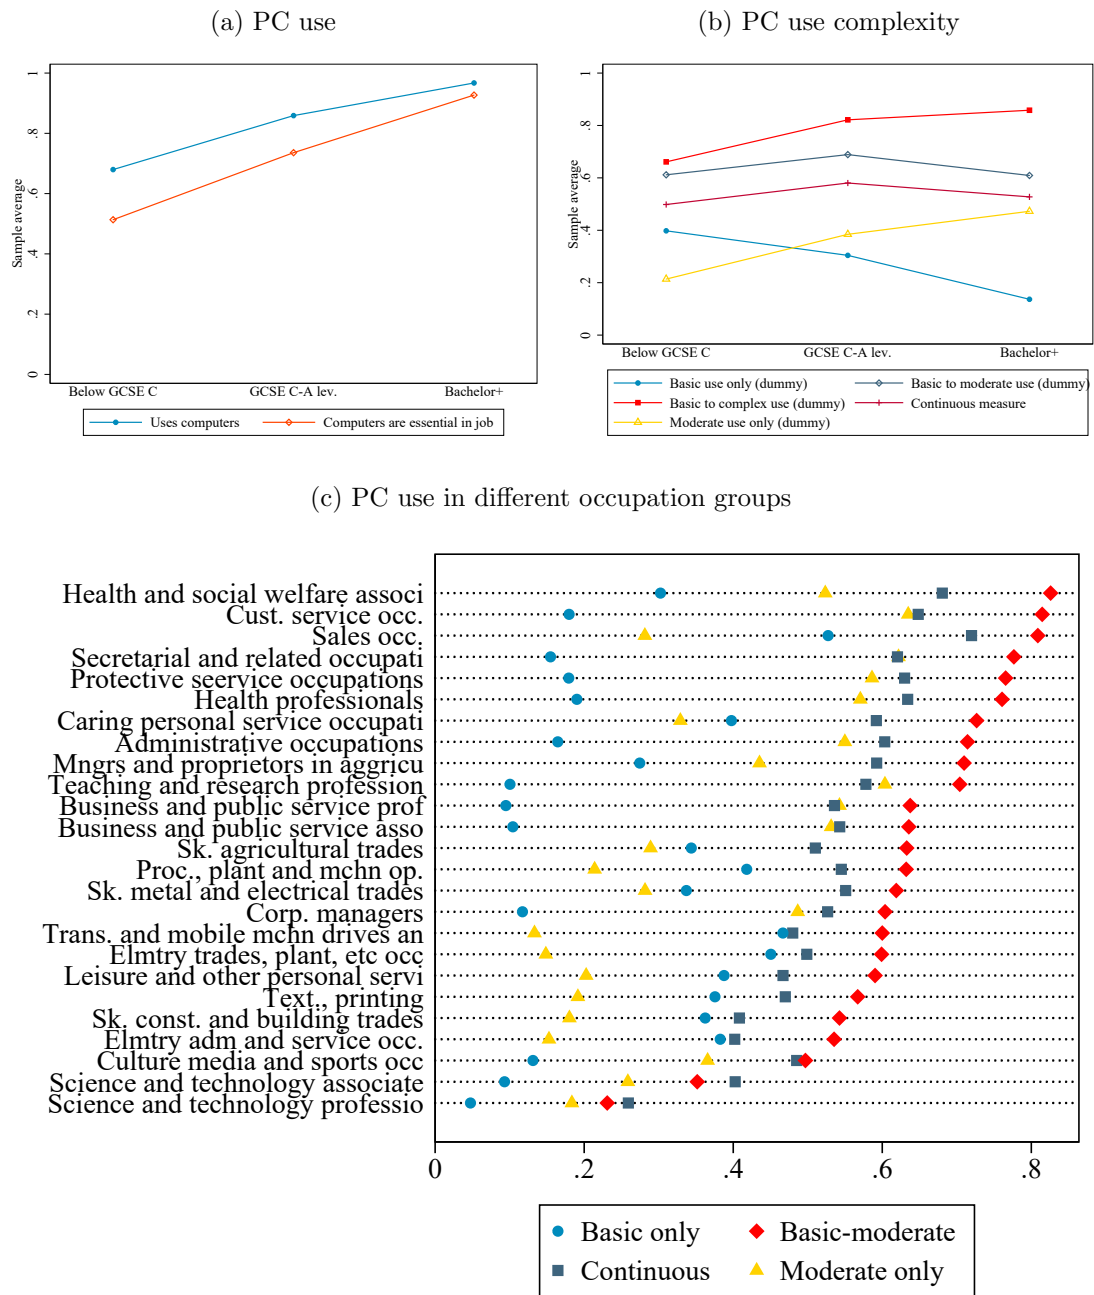 (a) PC use
(b) PC use complexity
Sample average
0 .2 .4 .6 .8 1
Below GCSE C GCSE C-A lev. Bachelor+
Uses computers Computers are essential in job
Sample average
0 .2 .4 .6 .8 1
Below GCSE C GCSE C-A lev. Bachelor+
Basic use only (dummy) Basic to moderate use (dummy)
Basic to complex use (dummy) Continuous measure
Moderate use only (dummy)
(c) PC use in different occupation groups
Health and social welfare associ
Cust. service occ.
Sales occ.
Secretarial and related occupati
Protective seervice occupations
Health professionals
Caring personal service occupati
Administrative occupations
Mngrs and proprietors in aggricu
Teaching and research profession
Business and public service prof
Business and public service asso
Sk. agricultural trades
Proc., plant and mchn op.
Sk. metal and electrical trades
Corp. managers
Trans. and mobile mchn drives an
Elmtry trades, plant, etc occ
Leisure and other personal servi
Text., printing
Sk. const. and building trades
Elmtry adm and service occ.
Culture media and sports occ
Science and technology associate
Science and technology professio
0 .2 .4 .6 .8
Basic only Basic-moderate
Continuous Moderate only